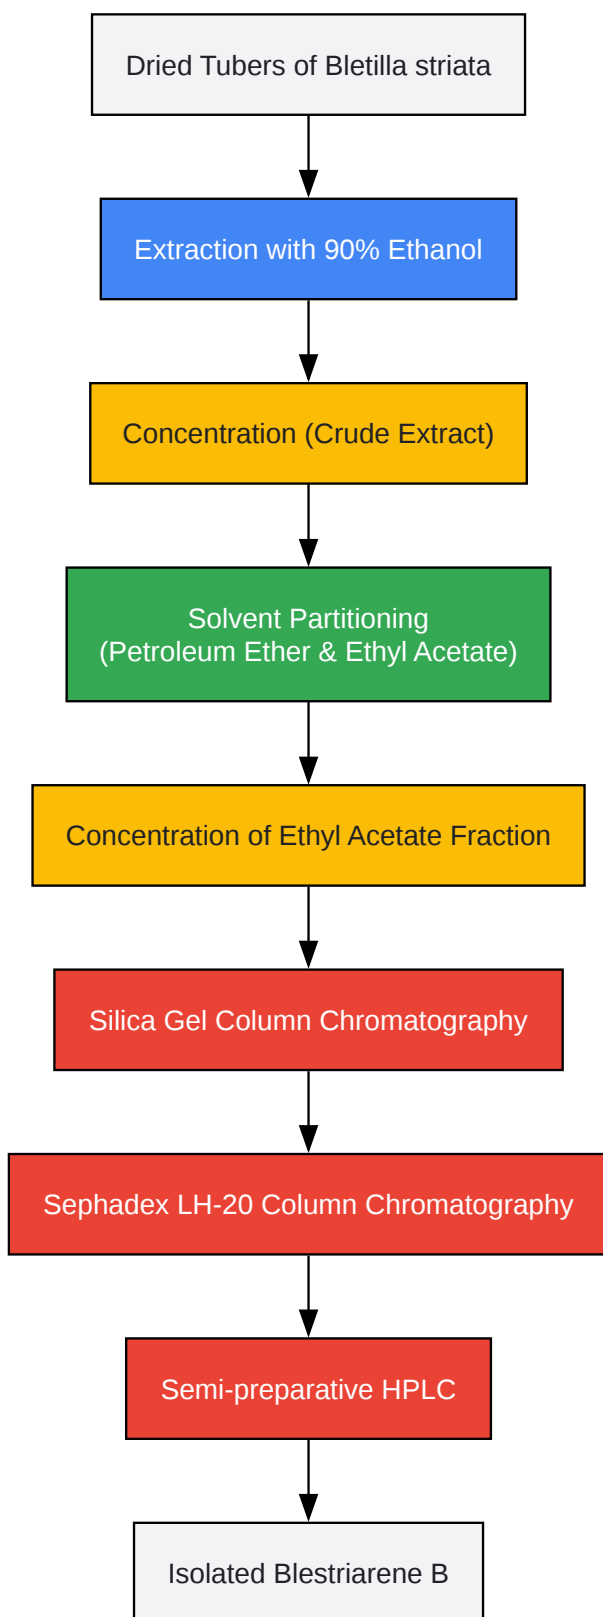 Dried Tubers of Bletilla striata
Extraction with 90% Ethanol
Concentration (Crude Extract)
Solvent Partitioning
(Petroleum Ether & Ethyl Acetate)
Concentration of Ethyl Acetate Fraction
Silica Gel Column Chromatography
Sephadex LH-20 Column Chromatography
Semi-preparative HPLC
Isolated Blestriarene B